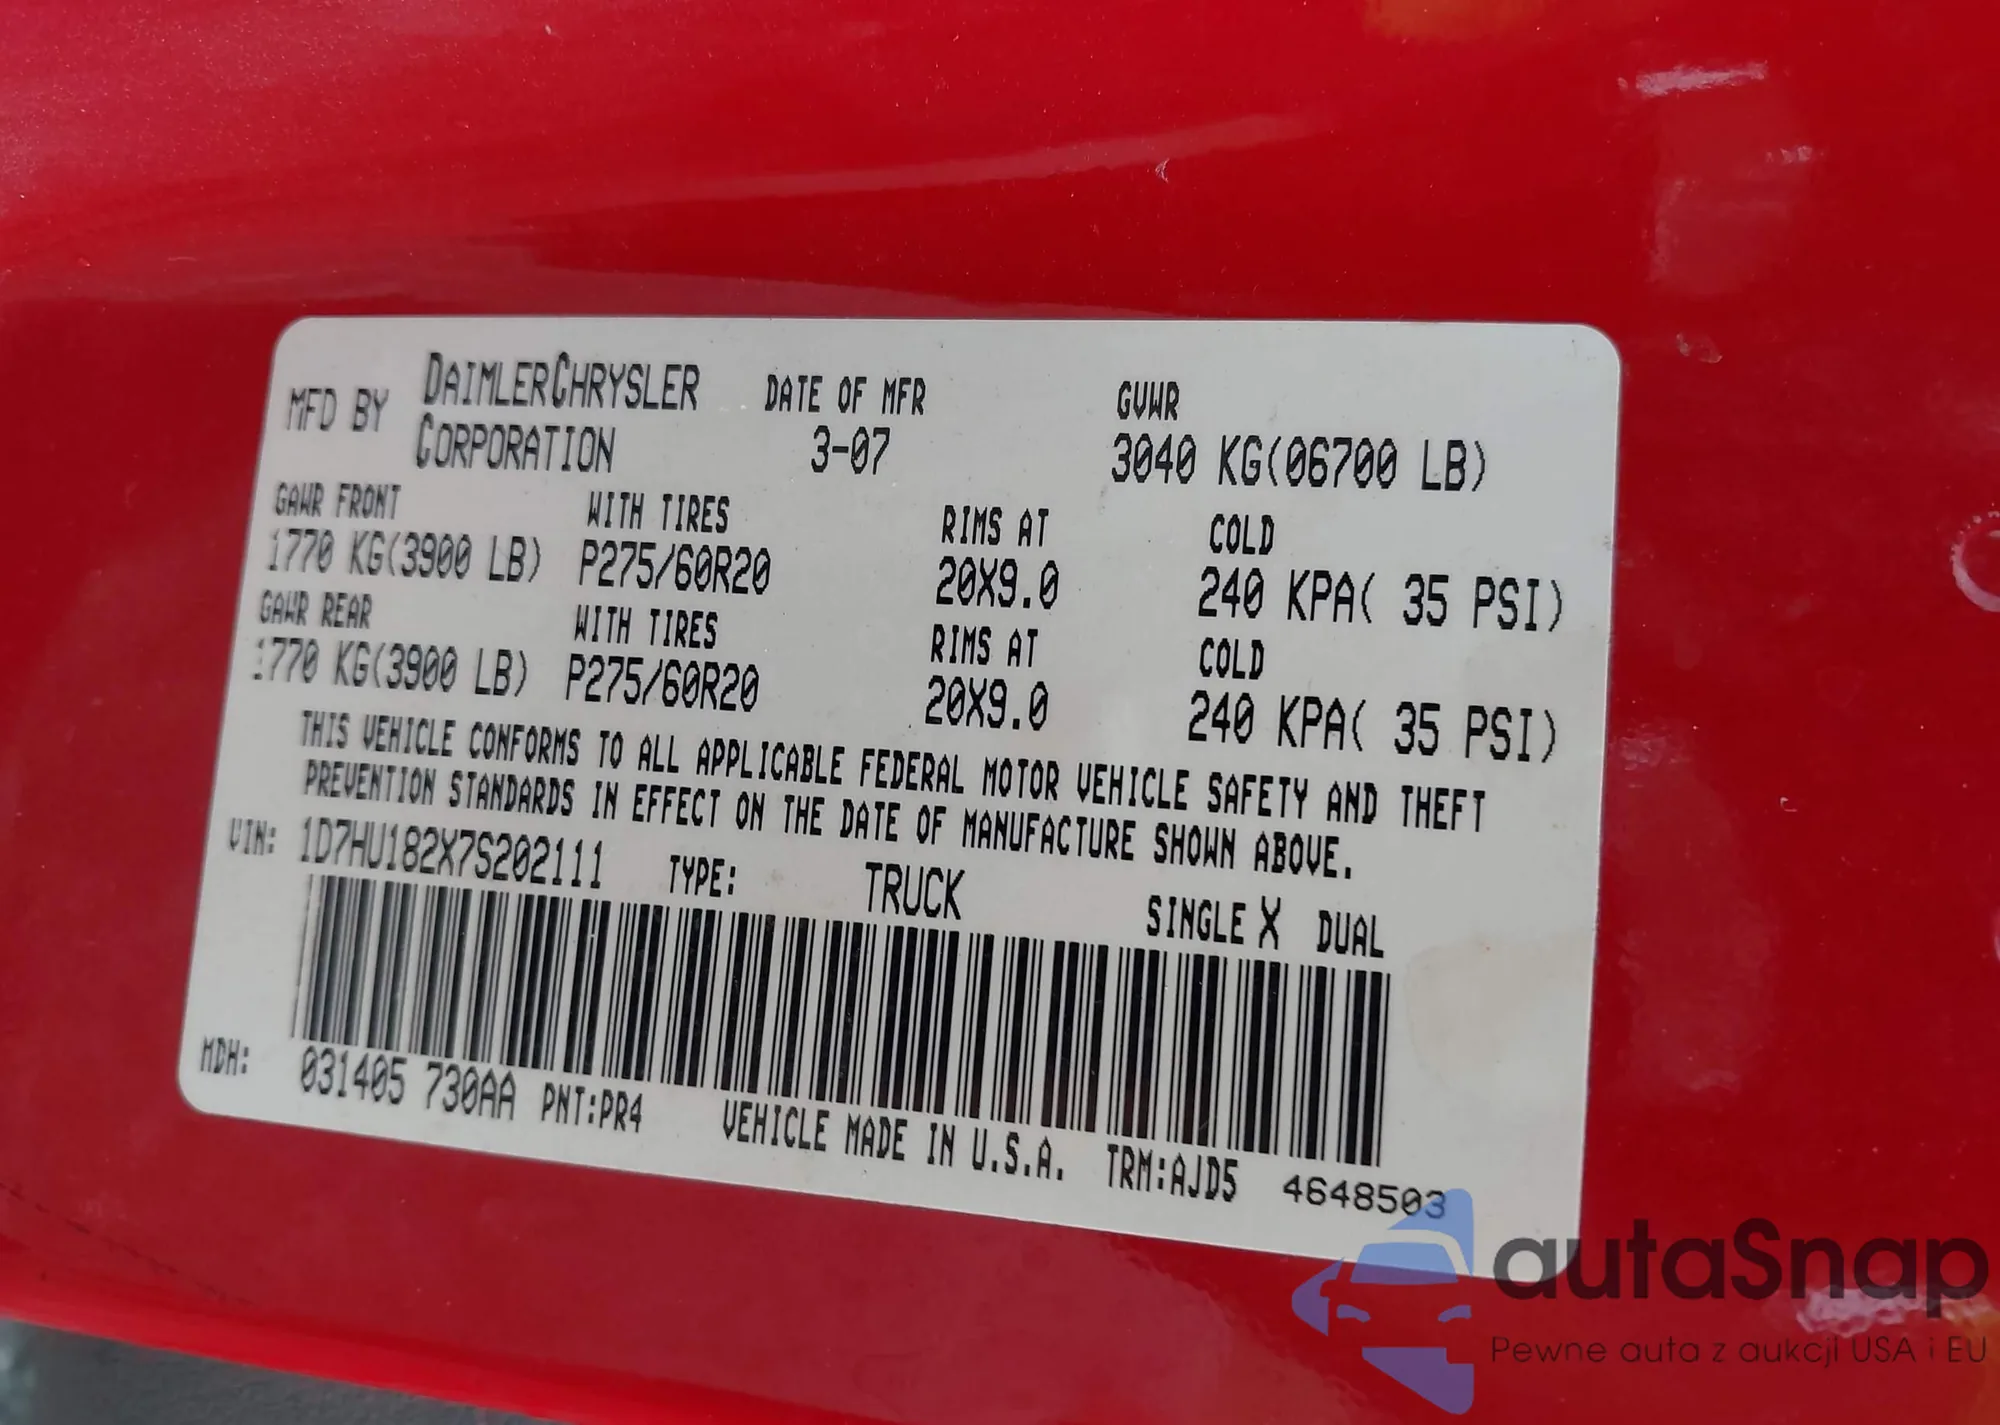 MFD BY DAIMLERCHRYSLER CORPORATION DATE OF MFR 3-07 GVWR 3040 KG(06700 LB)
GAWR FRONT WITH TIRES RIMS AT COLD
1770 KG(3900 LB) P275/60R20 20X9.0 240 KPA( 35 PSI)
GAWR REAR WITH TIRES RIMS AT COLD
1770 KG(3900 LB) P275/60R20 20X9.0 240 KPA( 35 PSI)
THIS VEHICLE CONFORMS TO ALL APPLICABLE FEDERAL MOTOR VEHICLE SAFETY AND THEFT
PREVENTION STANDARDS IN EFFECT ON THE DATE OF MANUFACTURE SHOWN ABOVE.
VIN: 1D7HU182X7S202111 TYPE: TRUCK SINGLE X DUAL
MDH: 031405 730AA PNT:PR4 VEHICLE MADE IN U.S.A. TRM:AJD5 4648503
autaSnap
Pewne auta z aukcji USA i EU